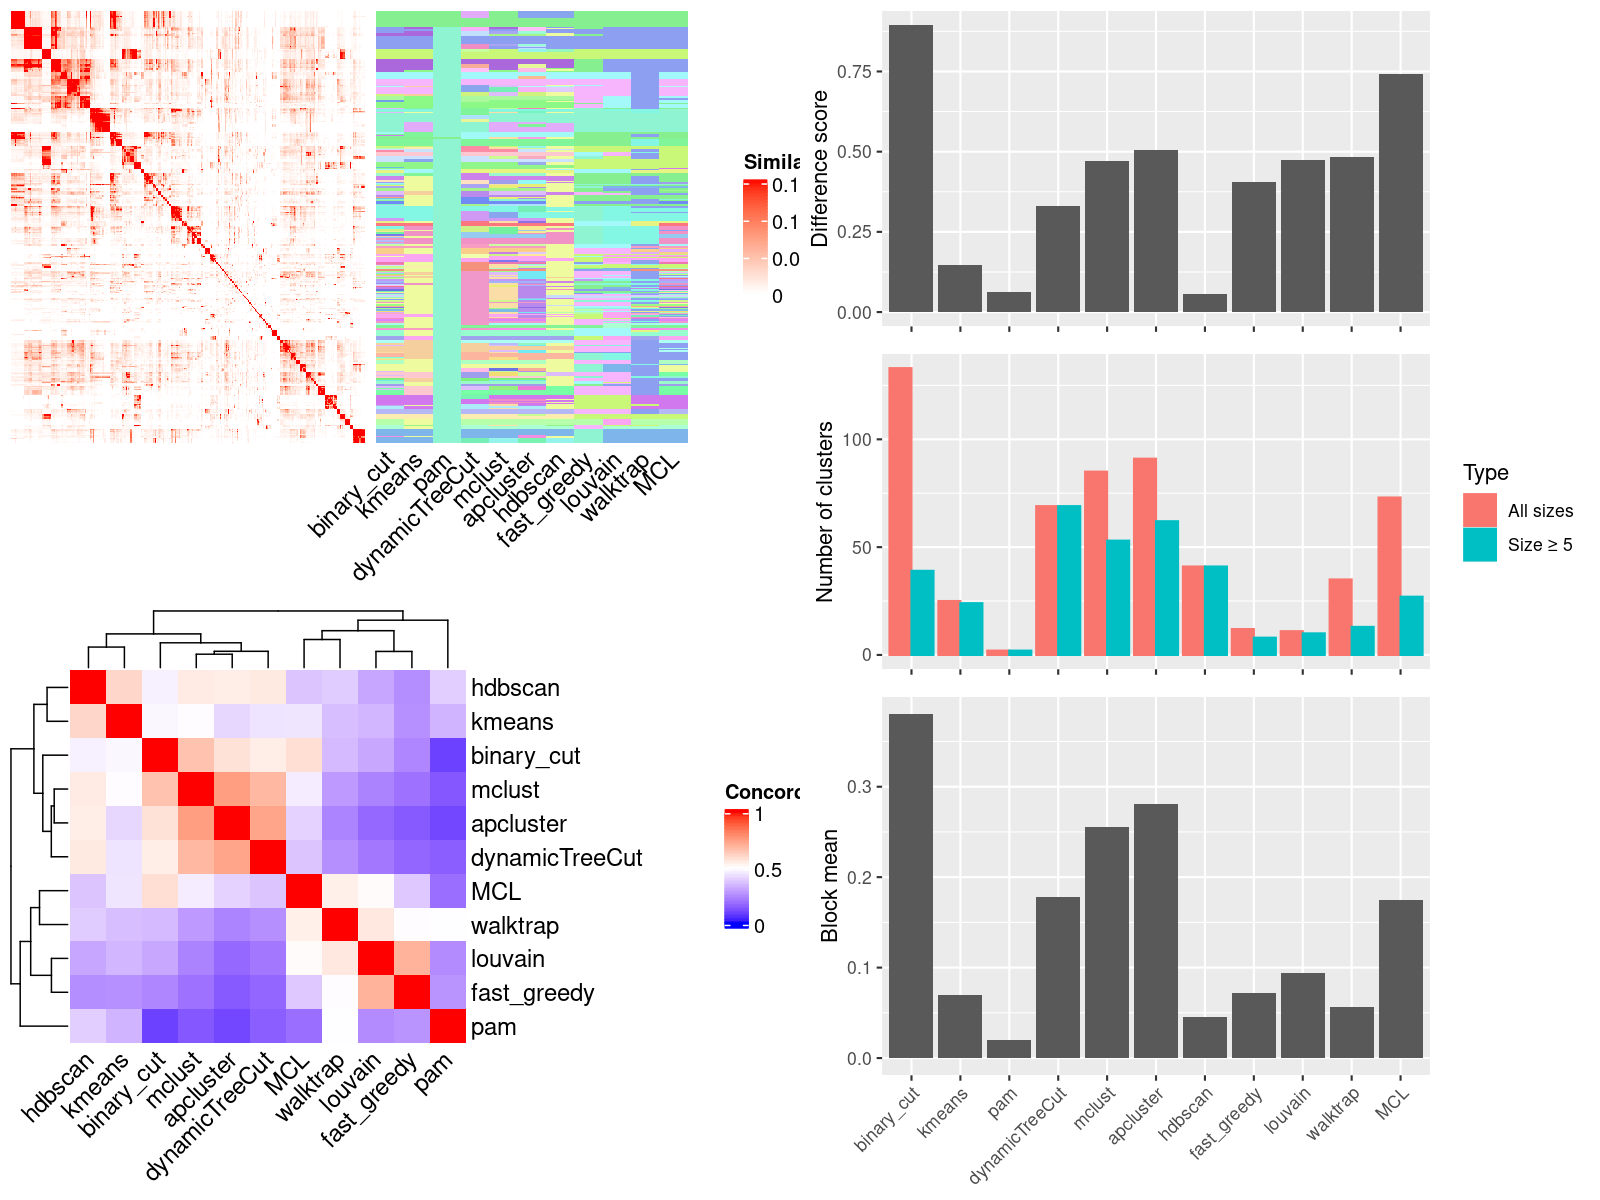 Simila
0.1
0.1
0.0
0
binary_cut
kmeans
pam
dynamicTreeCut
mclust
apcluster
hdbscan
fast_greedy
louvain
walktrap
MCL
Difference score
0.75
0.50
0.25
0.00
Number of clusters
100
50
0
Type
All sizes
Size ≥ 5
hdbscan
kmeans
binary_cut
mclust
apcluster
dynamicTreeCut
MCL
walktrap
louvain
fast_greedy
pam
hdbscan
kmeans
binary_cut
mclust
apcluster
dynamicTreeCut
MCL
walktrap
louvain
fast_greedy
pam
Concord
1
0.5
0
Block mean
0.3
0.2
0.1
0.0
binary_cut
kmeans
pam
dynamicTreeCut
mclust
apcluster
hdbscan
fast_greedy
louvain
walktrap
MCL